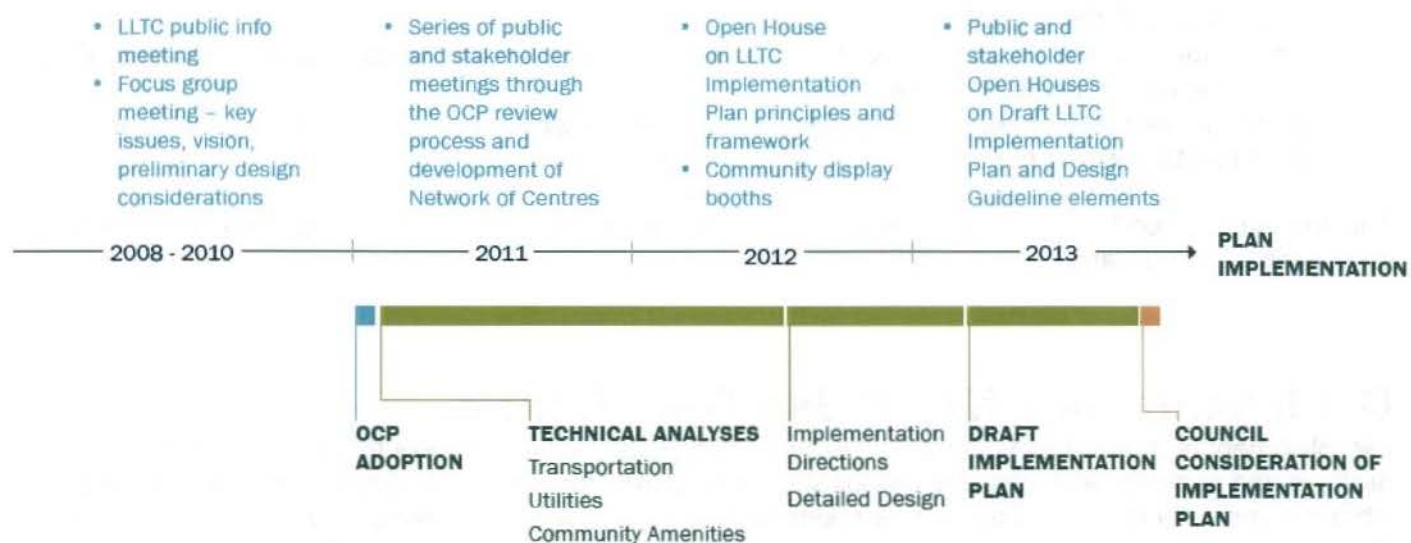 • LLTC public info
meeting
• Focus group
meeting – key
issues, vision,
preliminary design
considerations
• Series of public
and stakeholder
meetings through
the OCP review
process and
development of
Network of Centres
• Open House
on LLTC
Implementation
Plan principles and
framework
• Community display
booths
• Public and
stakeholder
Open Houses
on Draft LLTC
Implementation
Plan and Design
Guideline elements
2008 - 2010
2011
2012
2013
PLAN
IMPLEMENTATION
OCP
ADOPTION
TECHNICAL ANALYSES
Transportation
Utilities
Community Amenities
Implementation
Directions
Detailed Design
DRAFT
IMPLEMENTATION
PLAN
COUNCIL
CONSIDERATION OF
IMPLEMENTATION
PLAN